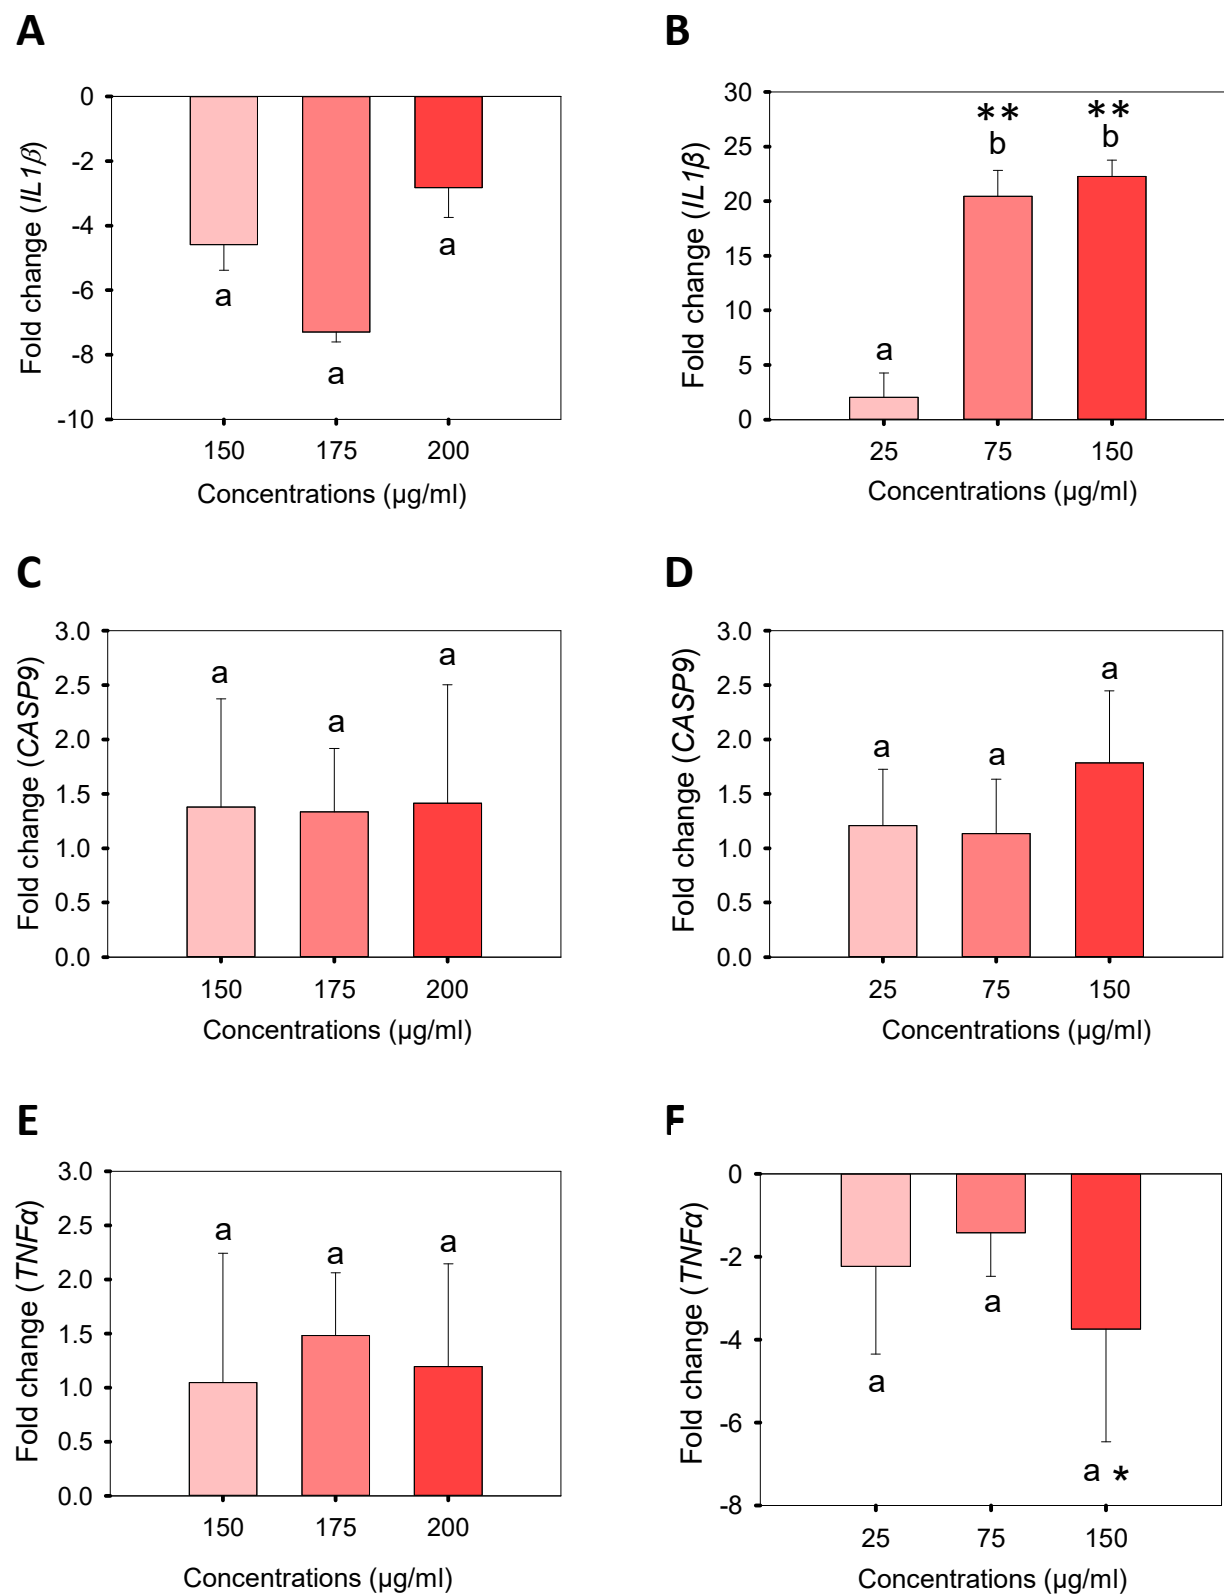 A
B
Fold change (IL1β)
0
-2
-4
-6
-8
-10
a
a
a
150
175
200
Concentrations (µg/ml)
Fold change (IL1β)
30
25
20
15
10
5
0
a
**
b
**
b
25
75
150
Concentrations (µg/ml)
C
D
Fold change (CASP9)
3.0
2.5
2.0
1.5
1.0
0.5
0.0
a
a
a
150
175
200
Concentrations (µg/ml)
Fold change (CASP9)
3.0
2.5
2.0
1.5
1.0
0.5
0.0
a
a
a
25
75
150
Concentrations (µg/ml)
E
F
Fold change (TNFα)
3.0
2.5
2.0
1.5
1.0
0.5
0.0
a
a
a
150
175
200
Concentrations (µg/ml)
Fold change (TNFα)
0
-2
-4
-6
-8
a
a
a *
25
75
150
Concentrations (µg/ml)